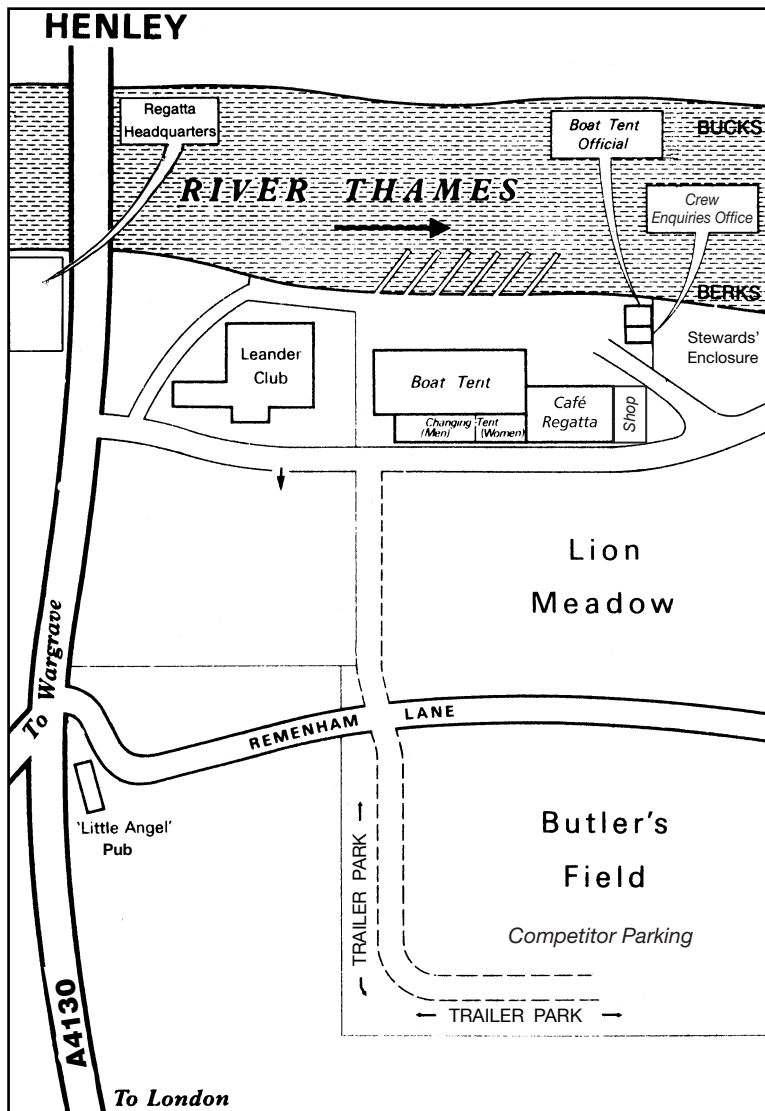 HENLEY
Regatta
Headquarters
Boat Tent
Official
BUCKS
RIVER THAMES
Crew
Enquiries Office
BERKS
Stewards'
Enclosure
Leander
Club
Boat Tent
Changing Tent
(Men) (Women)
Café
Regatta
Shop
Lion
Meadow
To Wargrave
REMENHAM LANE
'Little Angel'
Pub
Butler's
Field
TRAILER PARK
Competitor Parking
TRAILER PARK
A4130
To London